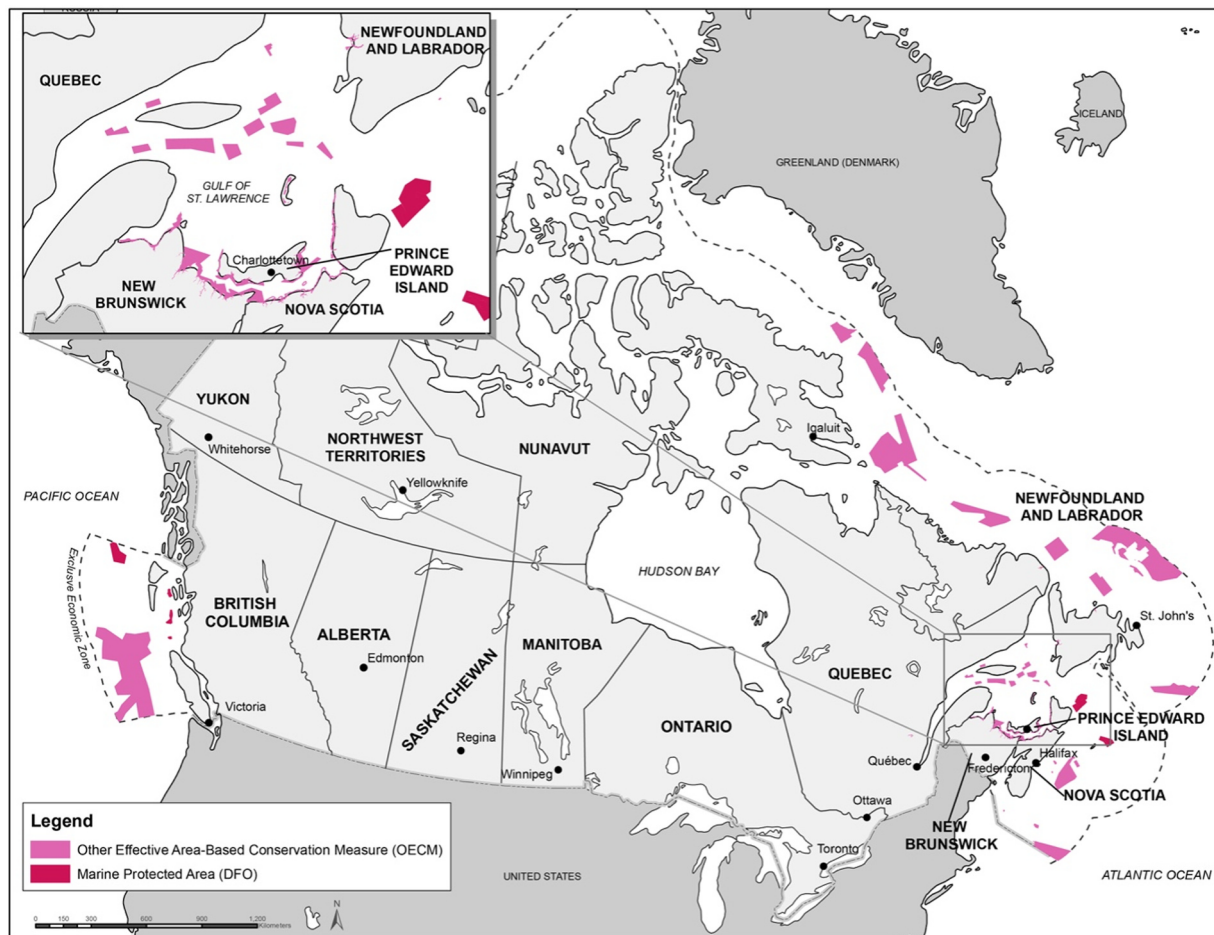 RUSSIA
NEWFOUNDLAND
AND LABRADOR
QUEBEC
GULF OF
ST. LAWRENCE
Charlottetown
PRINCE
EDWARD
ISLAND
NEW
BRUNSWICK
NOVA SCOTIA
ICELAND
GREENLAND (DENMARK)
YUKON
Whitehorse
NORTHWEST
TERRITORIES
Yellowknife
NUNAVUT
Iqaluit
PACIFIC OCEAN
Exclusve Economic
Zone
NEWFOUNDLAND
AND LABRADOR
HUDSON BAY
BRITISH
COLUMBIA
ALBERTA
Edmonton
SASKATCHEWAN
MANITOBA
St. John's
QUEBEC
Victoria
Regina
Winnipeg
ONTARIO
PRINCE EDWARD
ISLAND
Québec
Fredericton
Halifax
NOVA SCOTIA
Ottawa
NEW
BRUNSWICK
Toronto
UNITED STATES
ATLANTIC OCEAN
Legend
Other Effective Area-Based Conservation Measure (OECM)
Marine Protected Area (DFO)
0 150 300 600 900 1,200
Kilometers
N